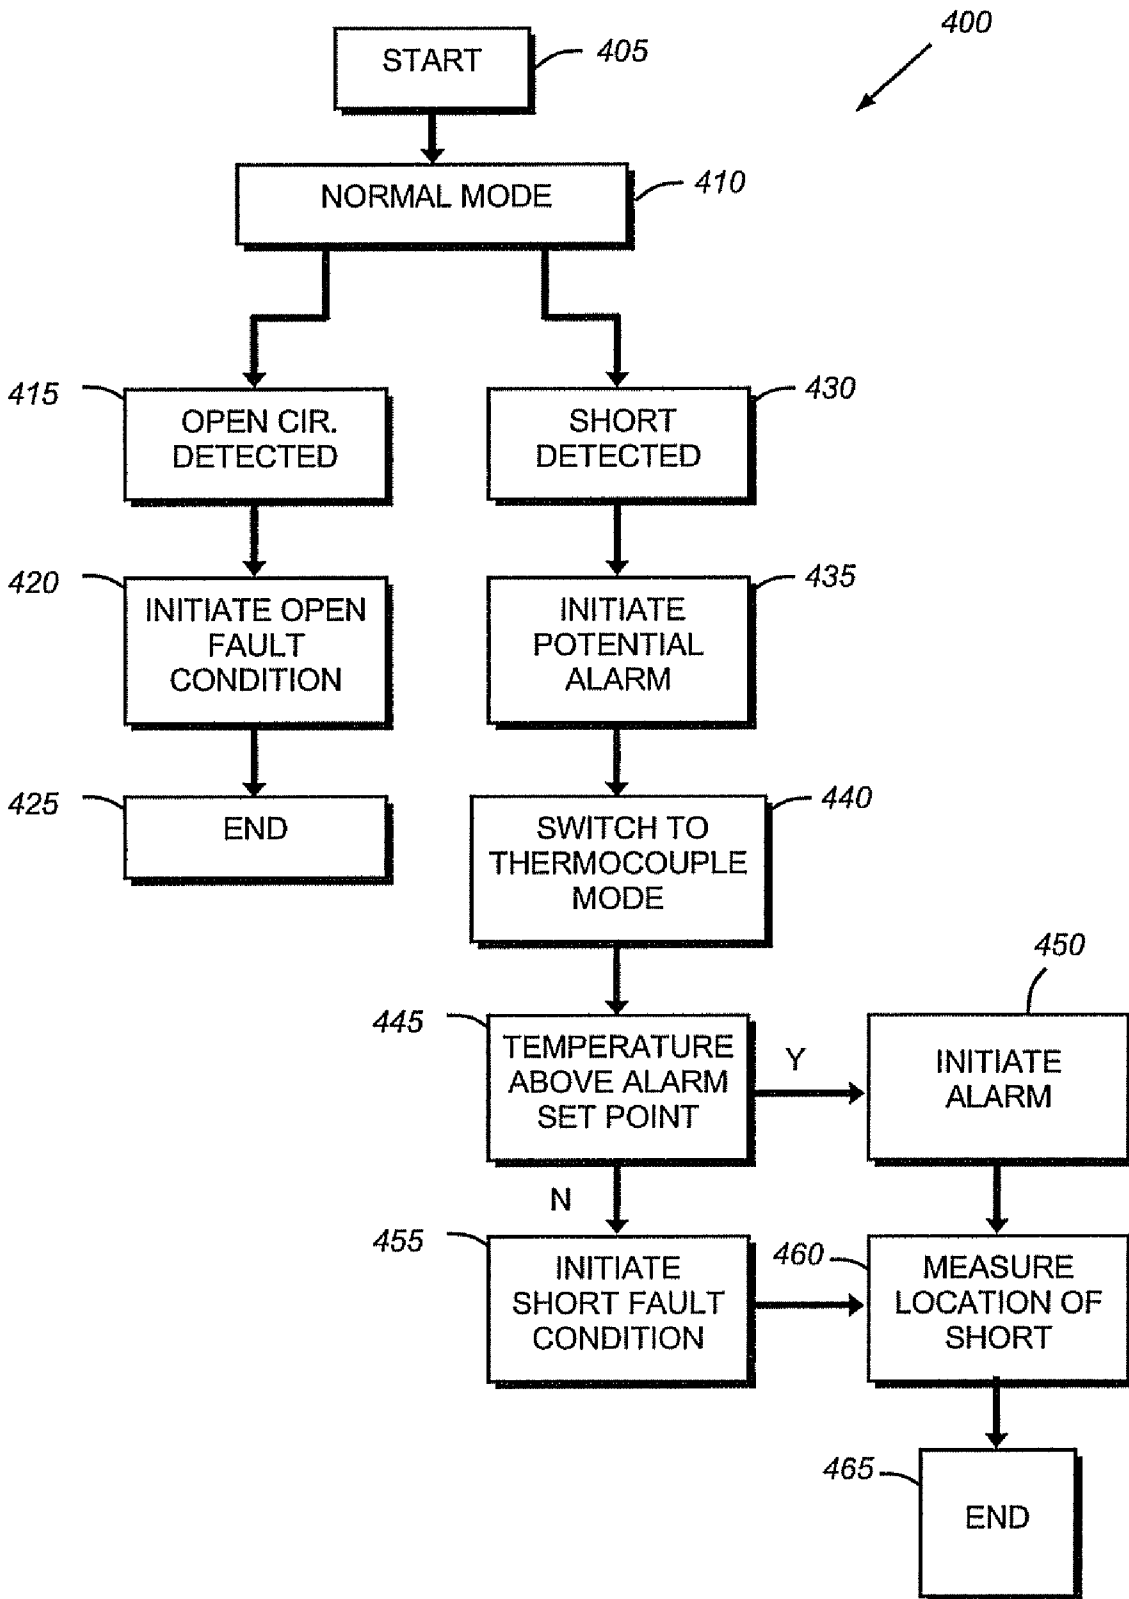 400
START
405
NORMAL MODE
410
415
OPEN CIR.
DETECTED
SHORT
DETECTED
430
420
INITIATE OPEN
FAULT
CONDITION
INITIATE
POTENTIAL
ALARM
435
425
END
SWITCH TO
THERMOCOUPLE
MODE
440
445
TEMPERATURE
ABOVE ALARM
SET POINT
Y
450
INITIATE
ALARM
N
455
INITIATE
SHORT FAULT
CONDITION
460
MEASURE
LOCATION OF
SHORT
465
END